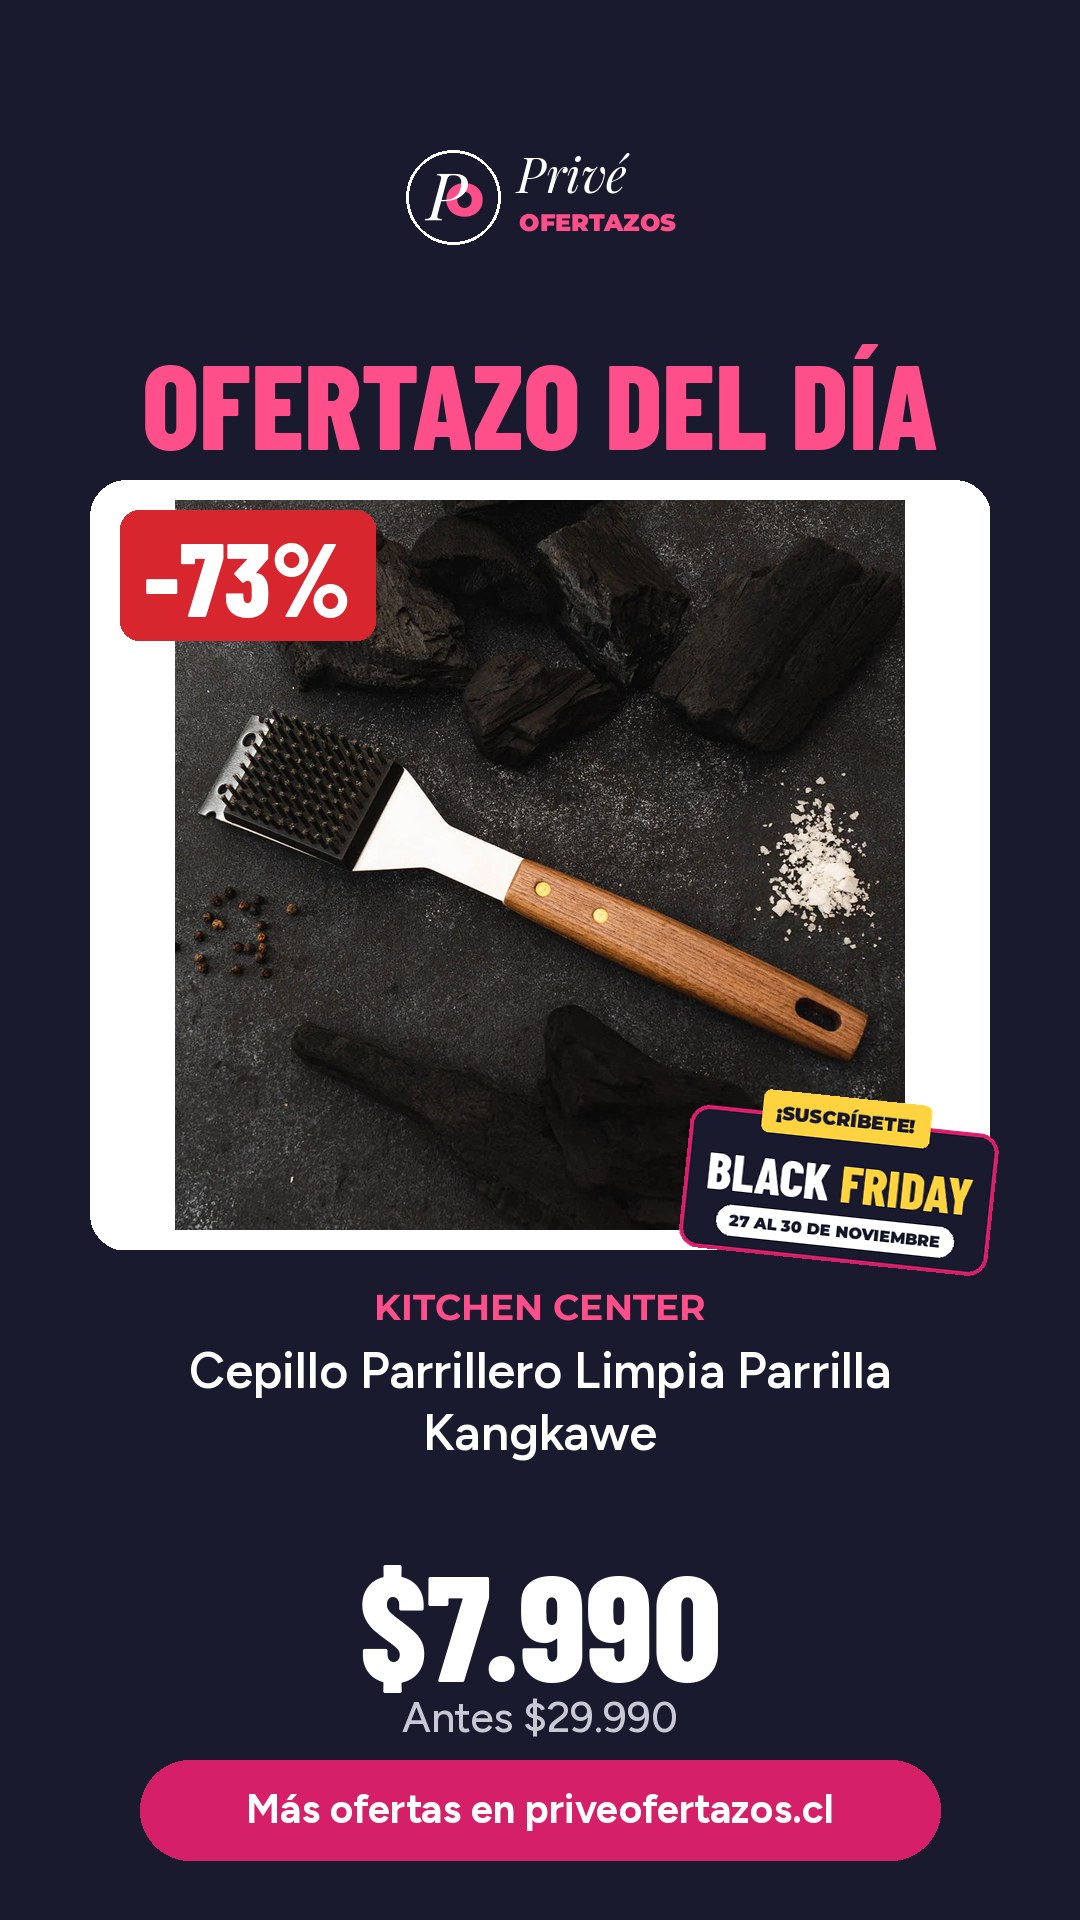 PO
Privé
OFERTAZOS
OFERTAZO DEL DÍA
-73%
¡SUSCRÍBETE!
BLACK FRIDAY
27 AL 30 DE NOVIEMBRE
KITCHEN CENTER
Cepillo Parrillero Limpia Parrilla
Kangkawe
$7.990
Antes $29.990
Más ofertas en priveofertazos.cl